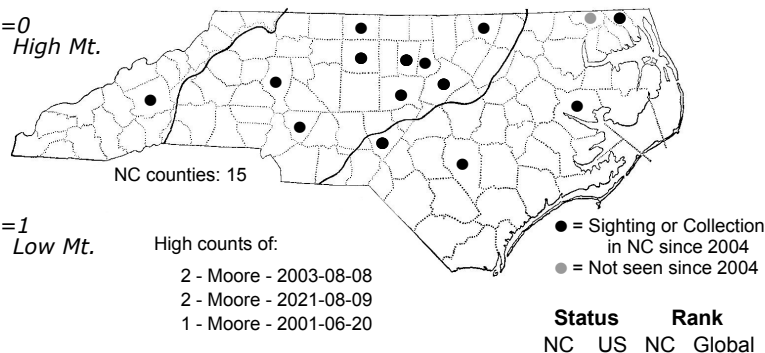 =0
High Mt.
NC counties: 15
=1
Low Mt.
High counts of:
2 - Moore - 2003-08-08
2 - Moore - 2021-08-09
1 - Moore - 2001-06-20
● = Sighting or Collection
in NC since 2004
● = Not seen since 2004
Status Rank
NC US NC Global